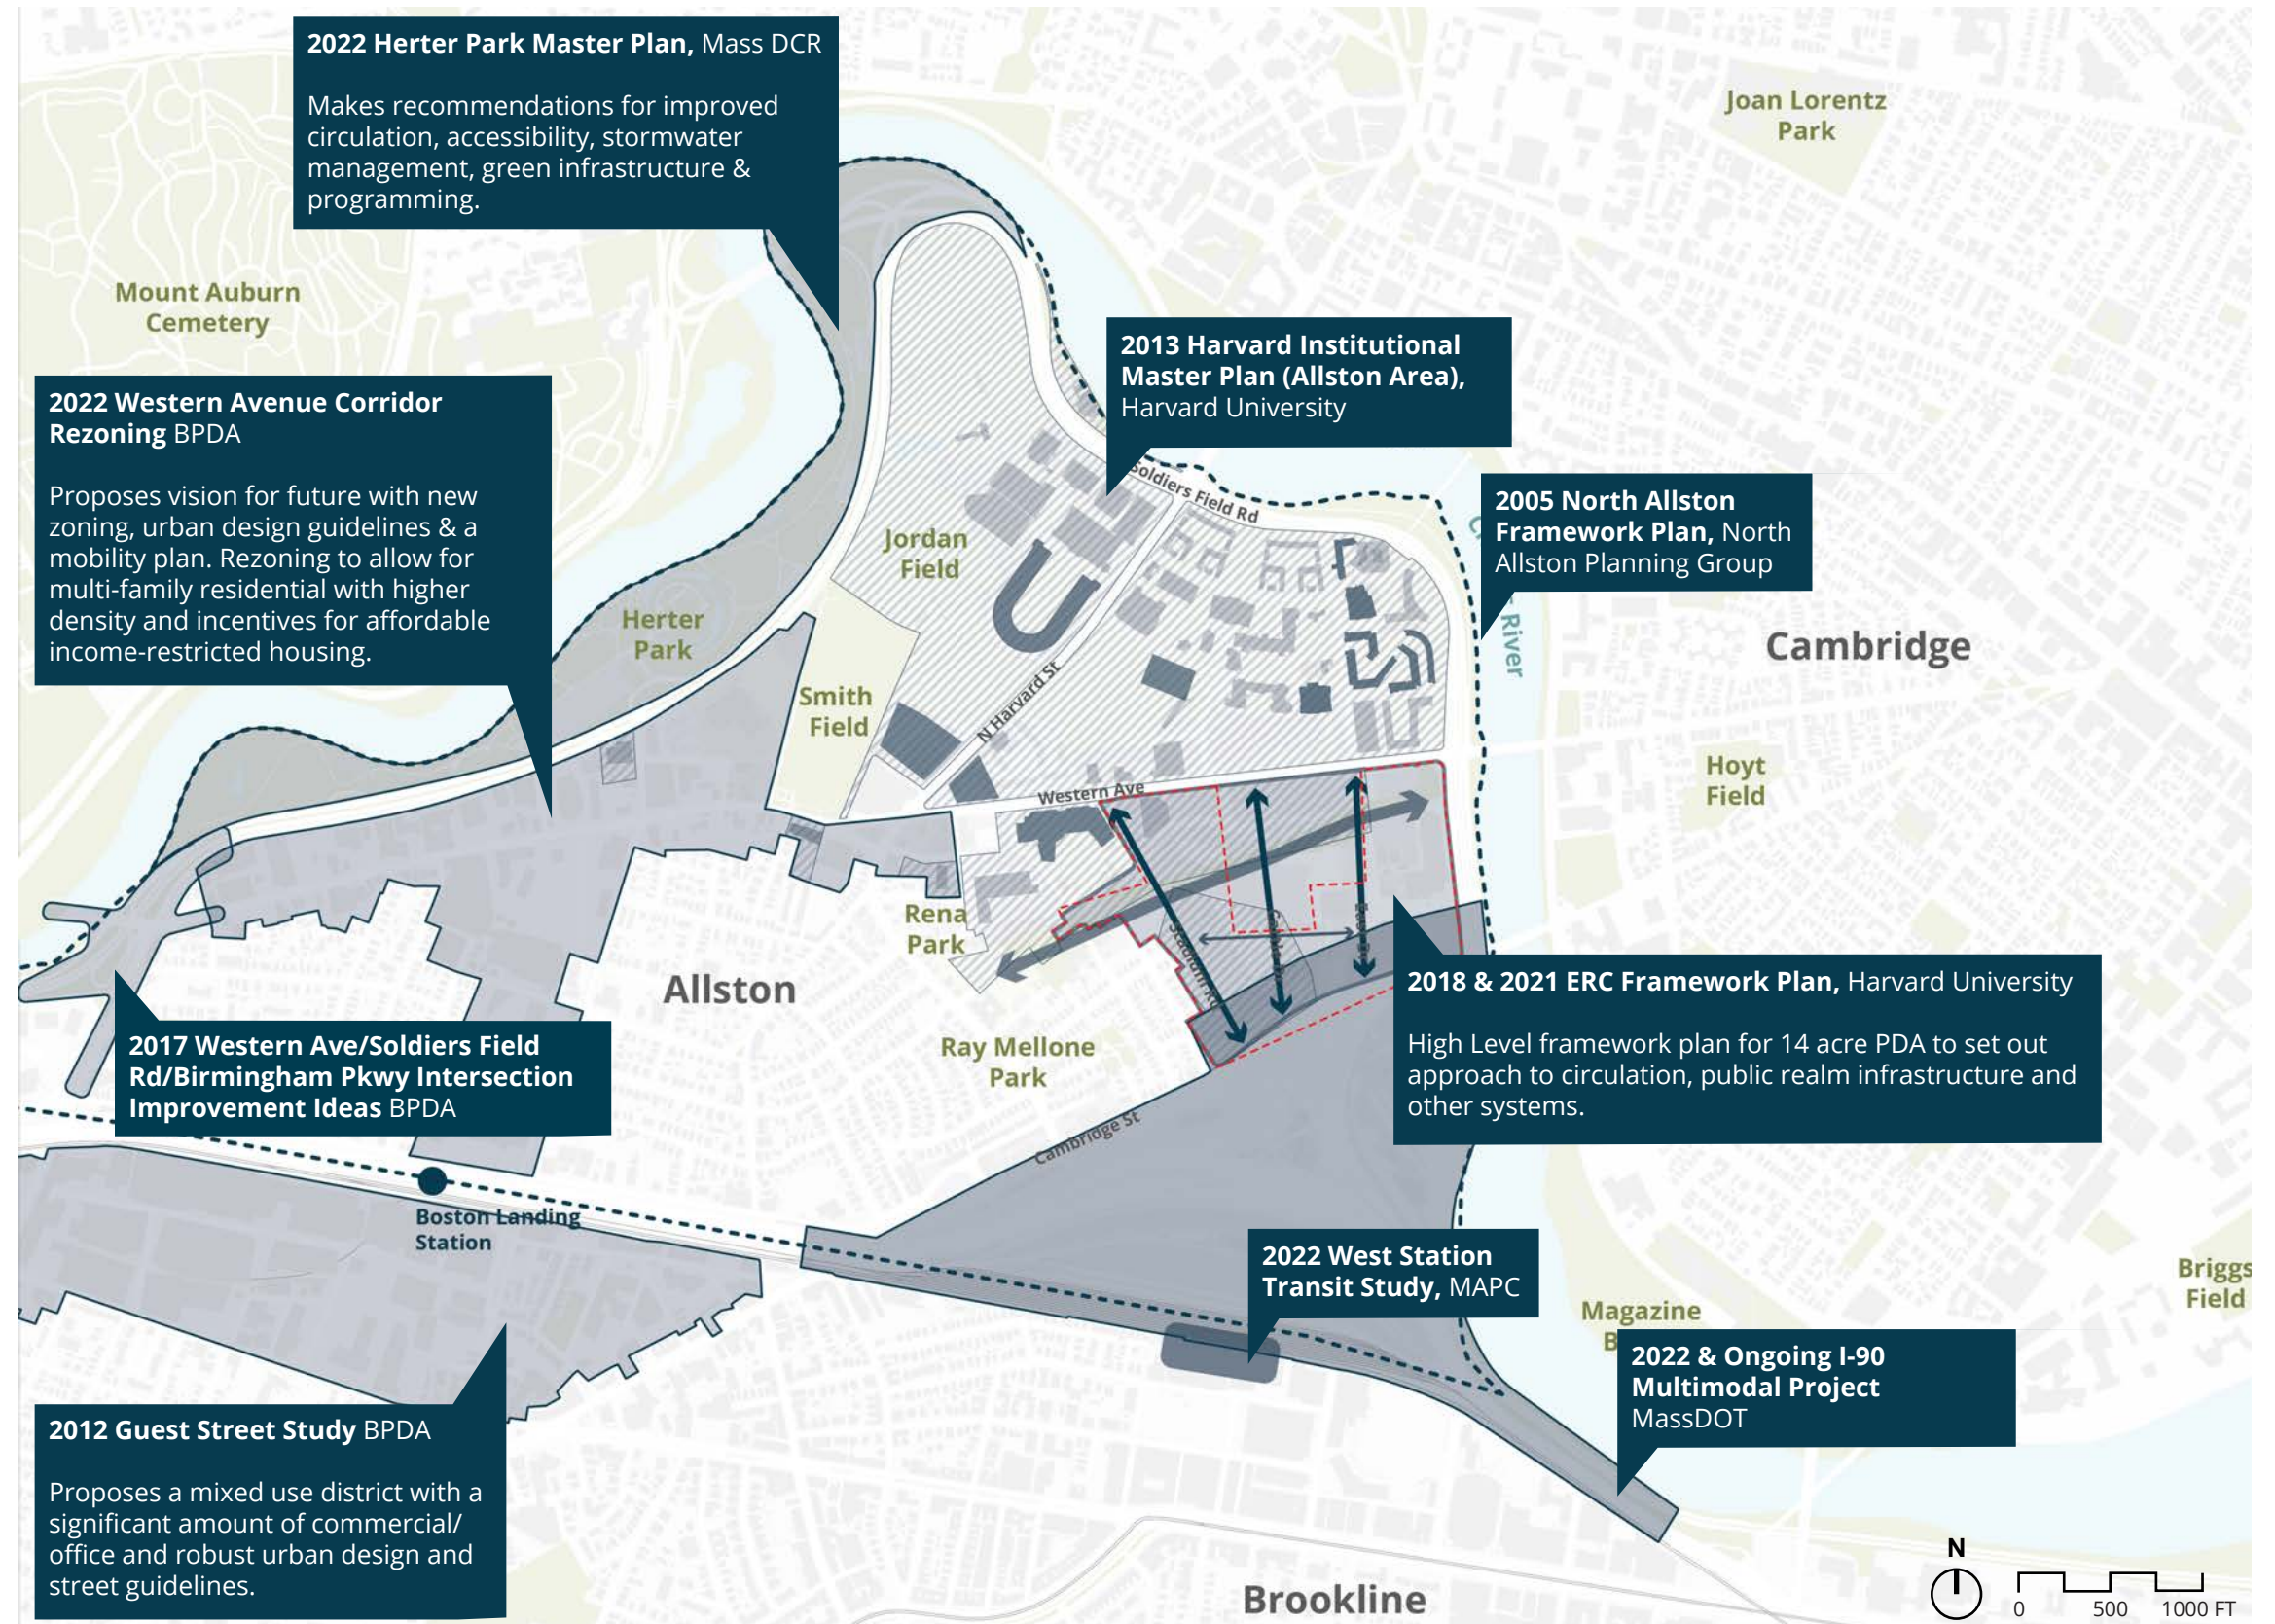 2022 Herter Park Master Plan, Mass DCR
Makes recommendations for improved
circulation, accessibility, stormwater
management, green infrastructure &
programming.
Joan Lorentz
Park
Mount Auburn
Cemetery
2013 Harvard Institutional
Master Plan (Allston Area),
Harvard University
2022 Western Avenue Corridor
Rezoning BPDA
Proposes vision for future with new
zoning, urban design guidelines & a
mobility plan. Rezoning to allow for
multi-family residential with higher
density and incentives for affordable
income-restricted housing.
Soldiers Field Rd
2005 North Allston
Framework Plan, North
Allston Planning Group
Jordan
Field
Herter
Park
River
Cambridge
Smith
Field
N Harvard St
Hoyt
Field
Western Ave
Rena
Park
Stadium Rd
Allston
2018 & 2021 ERC Framework Plan, Harvard University
High Level framework plan for 14 acre PDA to set out
approach to circulation, public realm infrastructure and
other systems.
2017 Western Ave/Soldiers Field
Rd/Birmingham Pkwy Intersection
Improvement Ideas BPDA
Ray Mellone
Park
Cambridge St
Boston Landing
Station
2022 West Station
Transit Study, MAPC
Briggs
Field
Magazine
2022 & Ongoing I-90
Multimodal Project
MassDOT
2012 Guest Street Study BPDA
Proposes a mixed use district with a
significant amount of commercial/
office and robust urban design and
street guidelines.
Brookline
N
0 500 1000 FT